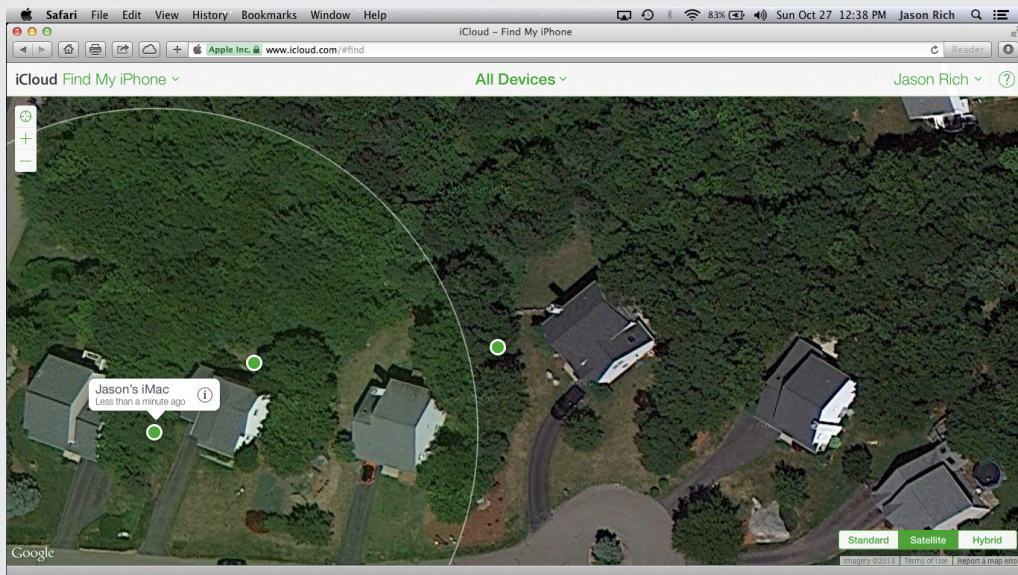 Safari File Edit View History Bookmarks Window Help 83% Sun Oct 27 12:38 PM Jason Rich
iCloud – Find My iPhone
Apple Inc. www.icloud.com/#find Reader
iCloud Find My iPhone All Devices Jason Rich ?
+
–
Jason's iMac
Less than a minute ago i
Standard Satellite Hybrid
Google
Imagery ©2013 Terms of Use Report a map erro